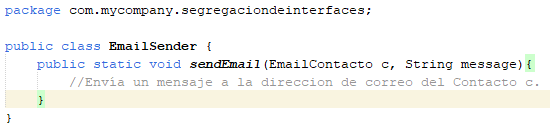 package com.mycompany.segregaciondeinterfaces;
public class EmailSender {
public static void sendEmail(EmailContacto c, String message){
//Envía un mensaje a la direccion de correo del Contacto c.
}
}